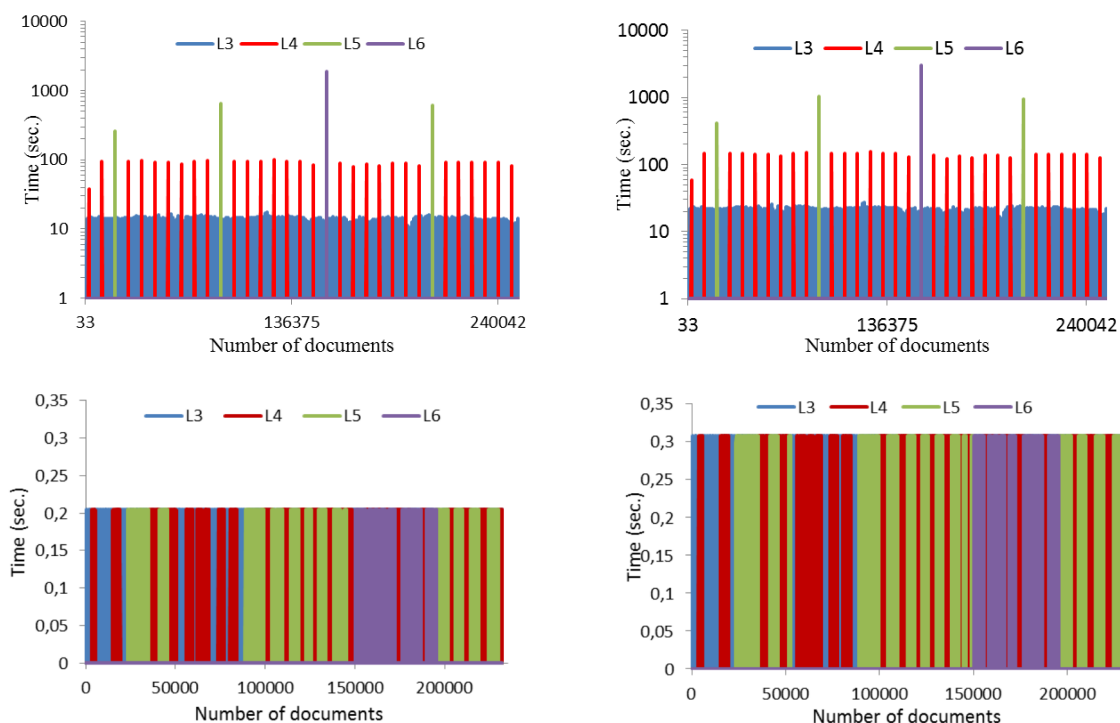 10000
L3 L4 L5 L6
1000
100
10
1
Time (sec.)
33 136375 240042
Number of documents
10000
L3 L4 L5 L6
1000
100
10
1
Time (sec.)
33 136375 240042
Number of documents
0,35
L3 L4 L5 L6
0,3
0,25
0,2
0,15
0,1
0,05
0
Time (sec.)
0 50000 100000 150000 200000
Number of documents
0,35
L3 L4 L5 L6
0,3
0,25
0,2
0,15
0,1
0,05
0
Time (sec.)
0 50000 100000 150000 200000
Number of documents